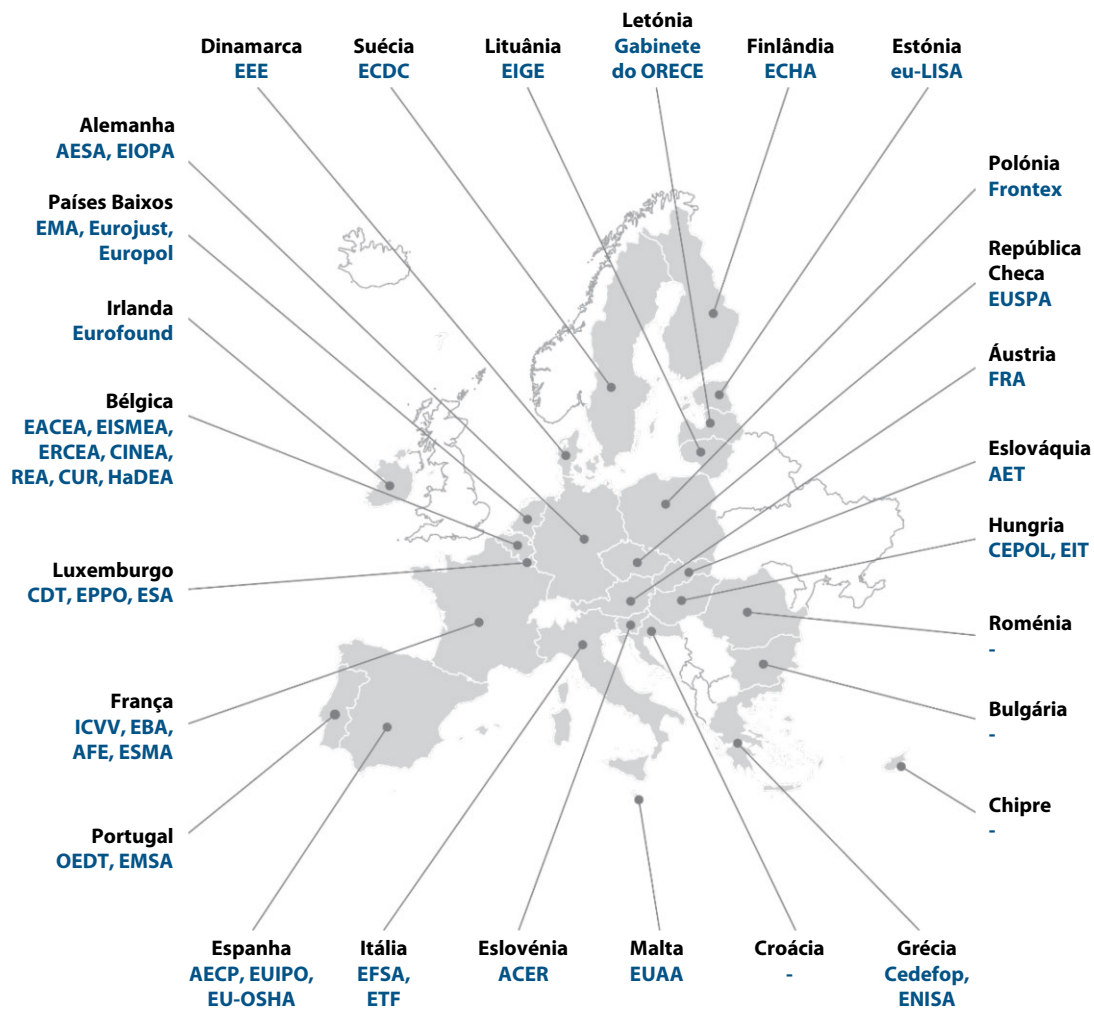 Dinamarca
EEE
Suécia
ECDC
Lituânia
EIGE
Letónia
Gabinete
do ORECE
Finlândia
ECHA
Estónia
eu-LISA
Alemanha
AESA, EIOPA
Países Baixos
EMA, Eurojust,
Europol
Irlanda
Eurofound
Bélgica
EACEA, EISMEA,
ERCEA, CINEA,
REA, CUR, HaDEA
Luxemburgo
CDT, EPPO, ESA
França
ICVV, EBA,
AFE, ESMA
Portugal
OEDT, EMSA
Polónia
Frontex
República
Checa
EUSPA
Áustria
FRA
Eslováquia
AET
Hungria
CEPOL, EIT
Roménia
-
Bulgária
-
Chipre
-
Espanha
AECP, EUIPO,
EU-OSHA
Itália
EFSA,
ETF
Eslovénia
ACER
Malta
EUAA
Croácia
-
Grécia
Cedefop,
ENISA